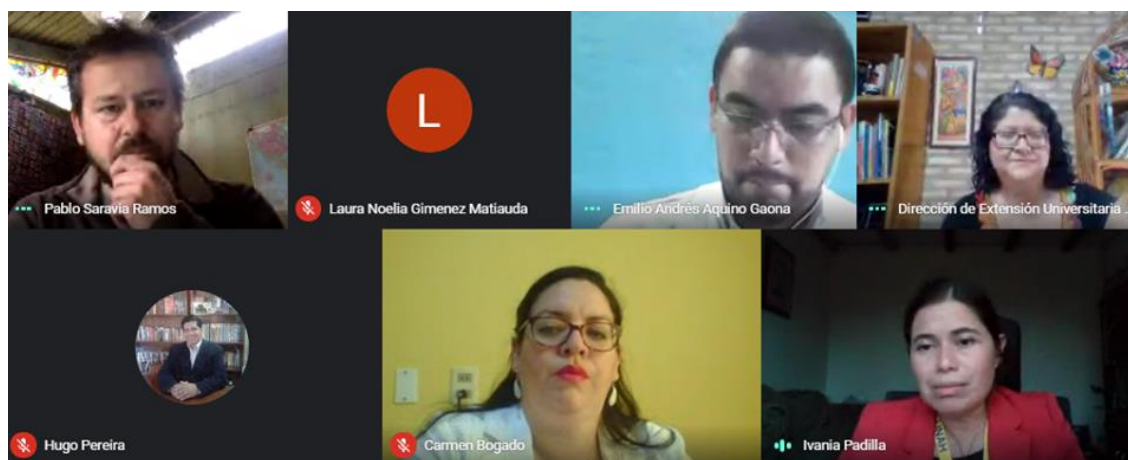 L
Pablo Saravia Ramos
Laura Noelia Gimenez Matiauda
Emilio Andrés Aquino Gaona
Dirección de Extensión Universitaria .
Hugo Pereira
Carmen Bogado
Ivania Padilla
UNAH